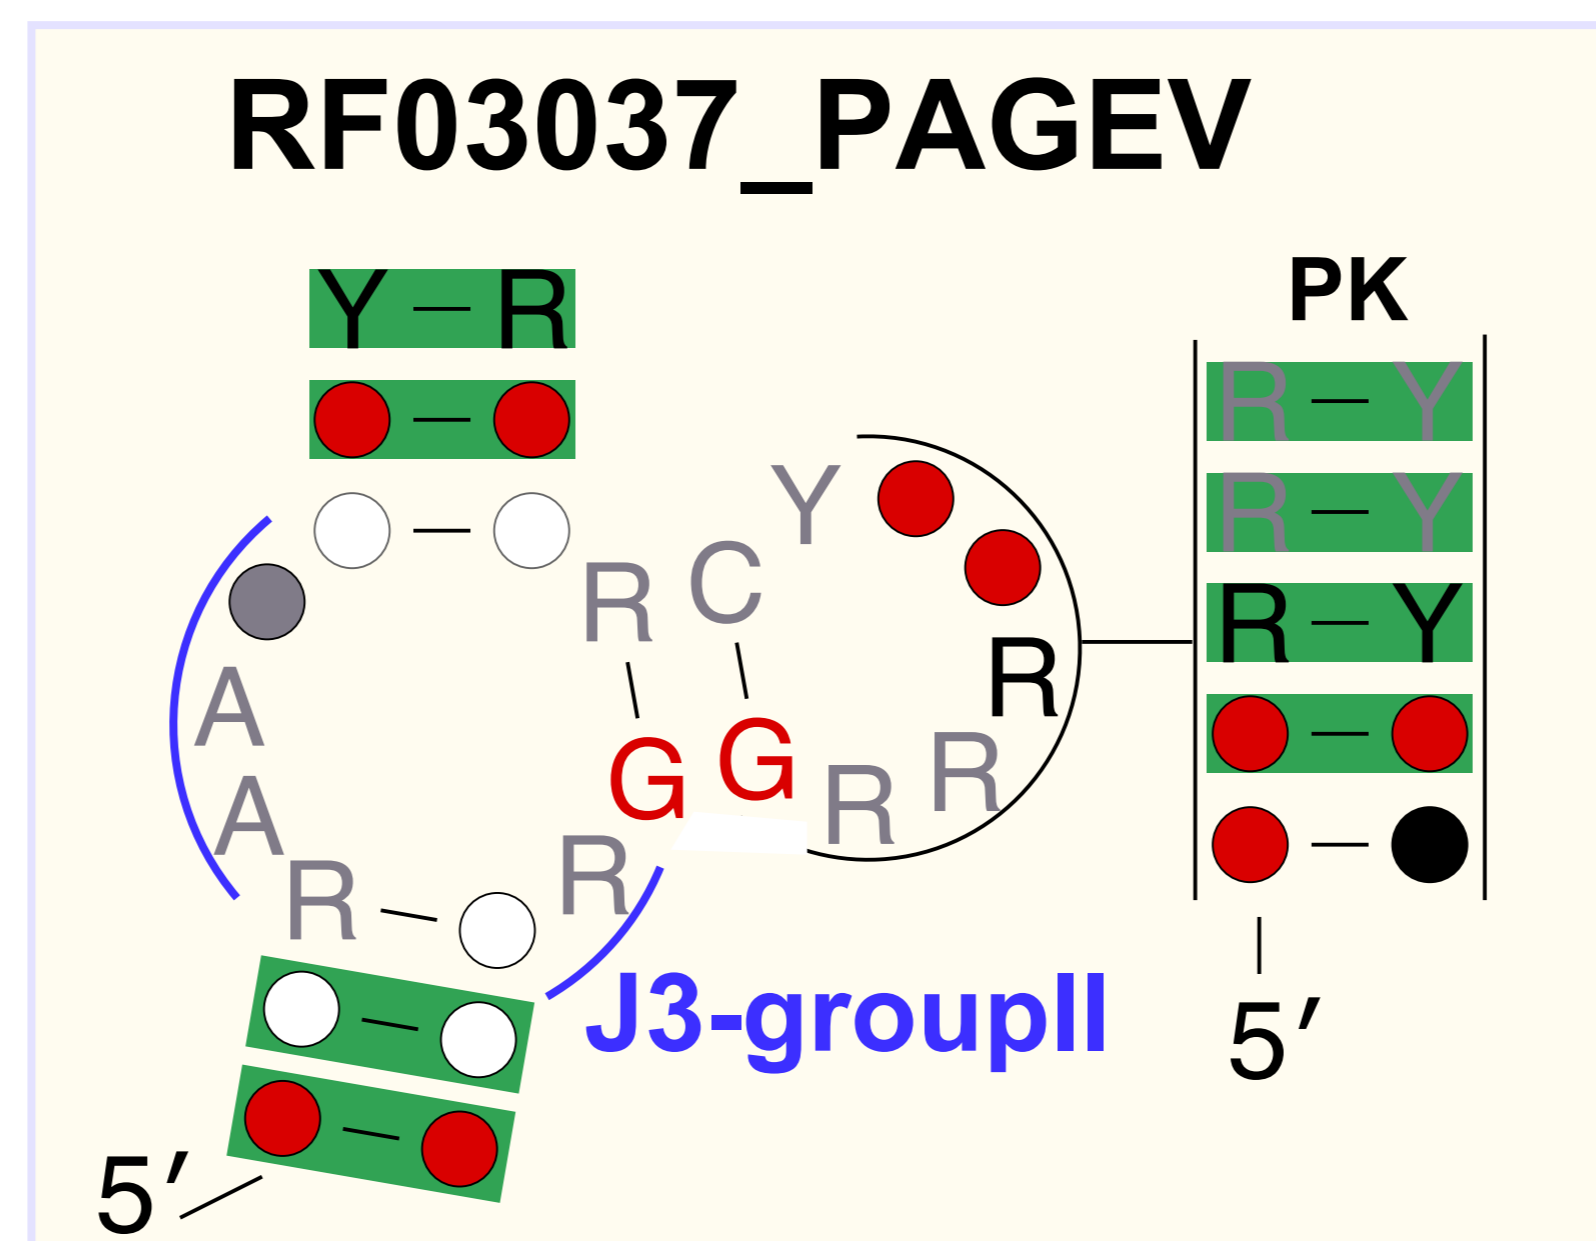 RF03037_PAGEV
PK
Y R
R Y
R Y
R Y
Y
R C
R
A
G G
R R
A
R
R
J3-groupII
5′
5′